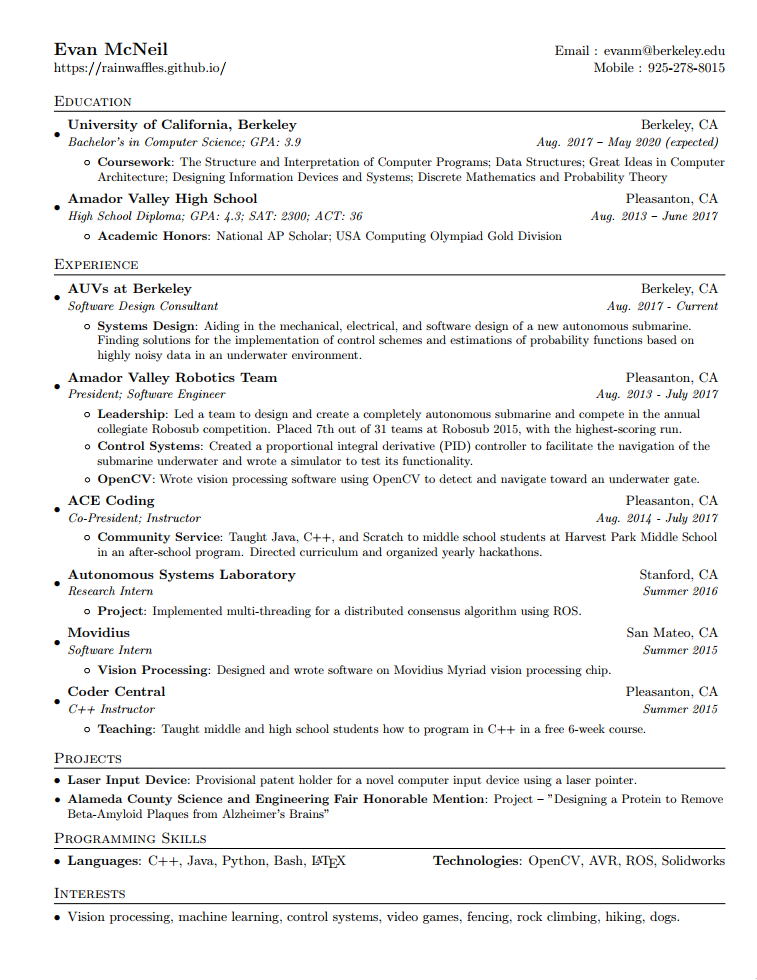 Evan McNeil Email : evanm@berkeley.edu
https://rainwaffles.github.io/ Mobile : 925-278-8015
Education
• University of California, Berkeley Berkeley, CA
Bachelor's in Computer Science; GPA: 3.9 Aug. 2017 – May 2020 (expected)
◦ Coursework: The Structure and Interpretation of Computer Programs; Data Structures; Great Ideas in Computer
Architecture; Designing Information Devices and Systems; Discrete Mathematics and Probability Theory
• Amador Valley High School Pleasanton, CA
High School Diploma; GPA: 4.3; SAT: 2300; ACT: 36 Aug. 2013 – June 2017
◦ Academic Honors: National AP Scholar; USA Computing Olympiad Gold Division
Experience
• AUVs at Berkeley Berkeley, CA
Software Design Consultant Aug. 2017 - Current
◦ Systems Design: Aiding in the mechanical, electrical, and software design of a new autonomous submarine.
Finding solutions for the implementation of control schemes and estimations of probability functions based on
highly noisy data in an underwater environment.
• Amador Valley Robotics Team Pleasanton, CA
President; Software Engineer Aug. 2013 - July 2017
◦ Leadership: Led a team to design and create a completely autonomous submarine and compete in the annual
collegiate Robosub competition. Placed 7th out of 31 teams at Robosub 2015, with the highest-scoring run.
◦ Control Systems: Created a proportional integral derivative (PID) controller to facilitate the navigation of the
submarine underwater and wrote a simulator to test its functionality.
◦ OpenCV: Wrote vision processing software using OpenCV to detect and navigate toward an underwater gate.
• ACE Coding Pleasanton, CA
Co-President; Instructor Aug. 2014 - July 2017
◦ Community Service: Taught Java, C++, and Scratch to middle school students at Harvest Park Middle School
in an after-school program. Directed curriculum and organized yearly hackathons.
• Autonomous Systems Laboratory Stanford, CA
Research Intern Summer 2016
◦ Project: Implemented multi-threading for a distributed consensus algorithm using ROS.
• Movidius San Mateo, CA
Software Intern Summer 2015
◦ Vision Processing: Designed and wrote software on Movidius Myriad vision processing chip.
• Coder Central Pleasanton, CA
C++ Instructor Summer 2015
◦ Teaching: Taught middle and high school students how to program in C++ in a free 6-week course.
Projects
• Laser Input Device: Provisional patent holder for a novel computer input device using a laser pointer.
• Alameda County Science and Engineering Fair Honorable Mention: Project – ”Designing a Protein to Remove
Beta-Amyloid Plaques from Alzheimer's Brains”
Programming Skills
• Languages: C++, Java, Python, Bash, LATEX Technologies: OpenCV, AVR, ROS, Solidworks
Interests
• Vision processing, machine learning, control systems, video games, fencing, rock climbing, hiking, dogs.